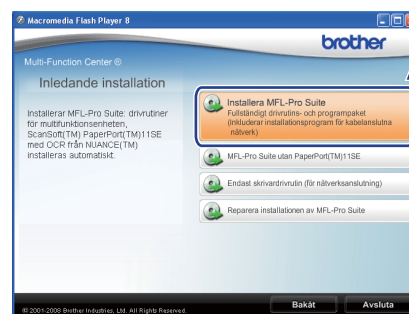 Macromedia Flash Player 8
brother
Multi-Function Center ®
Inledande installation
Installerar MFL-Pro Suite: drivrutiner
för multifunktionsenheten,
ScanSoft(TM) PaperPort(TM)11SE
med OCR från NUANCE(TM)
installeras automatiskt.
Installera MFL-Pro Suite
Fullständigt drivrutins- och programpaket
(Inkluderar installationsprogram för kabelanslutna
nätverk)
MFL-Pro Suite utan PaperPort(TM)11SE
Endast skrivardrivrutin (för nätverksanslutning)
Reparera installationen av MFL-Pro Suite
Bakåt
Avsluta
© 2001-2008 Brother Industries, Ltd. All Rights Reserved.